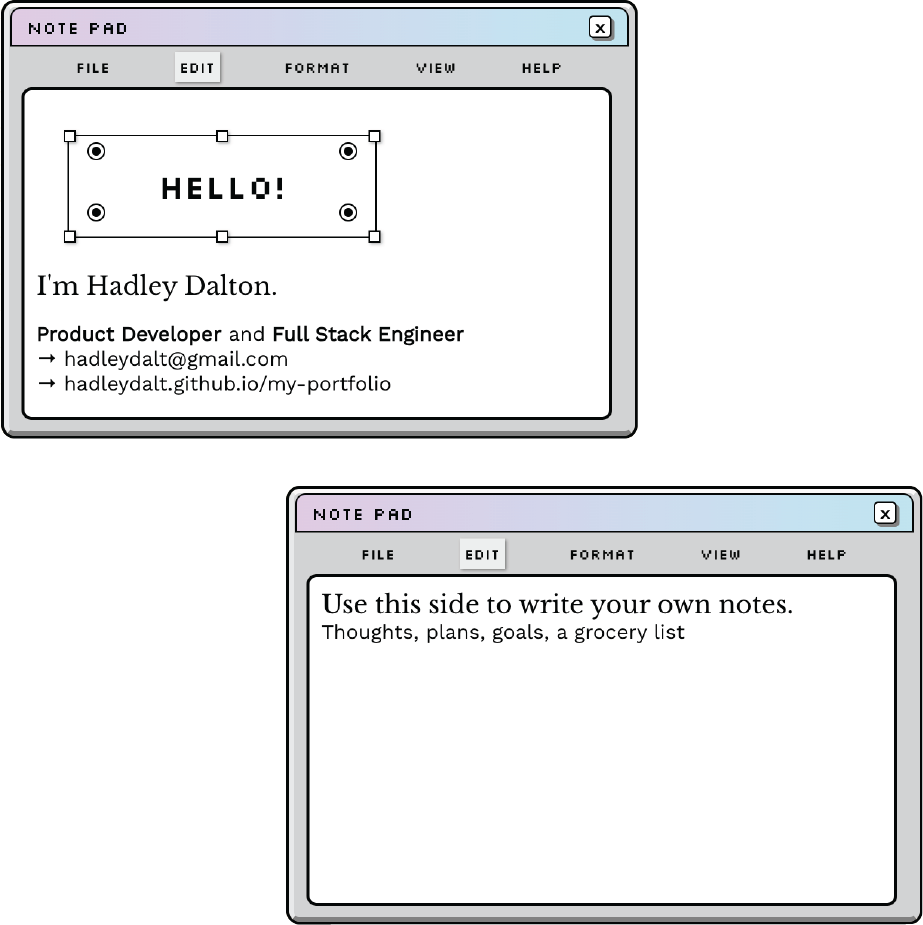 NOTE PAD
x
FILE EDIT FORMAT VIEW HELP
HELLO!
I'm Hadley Dalton.
Product Developer and Full Stack Engineer
→ hadleydalt@gmail.com
→ hadleydalt.github.io/my-portfolio
NOTE PAD
x
FILE EDIT FORMAT VIEW HELP
Use this side to write your own notes.
Thoughts, plans, goals, a grocery list